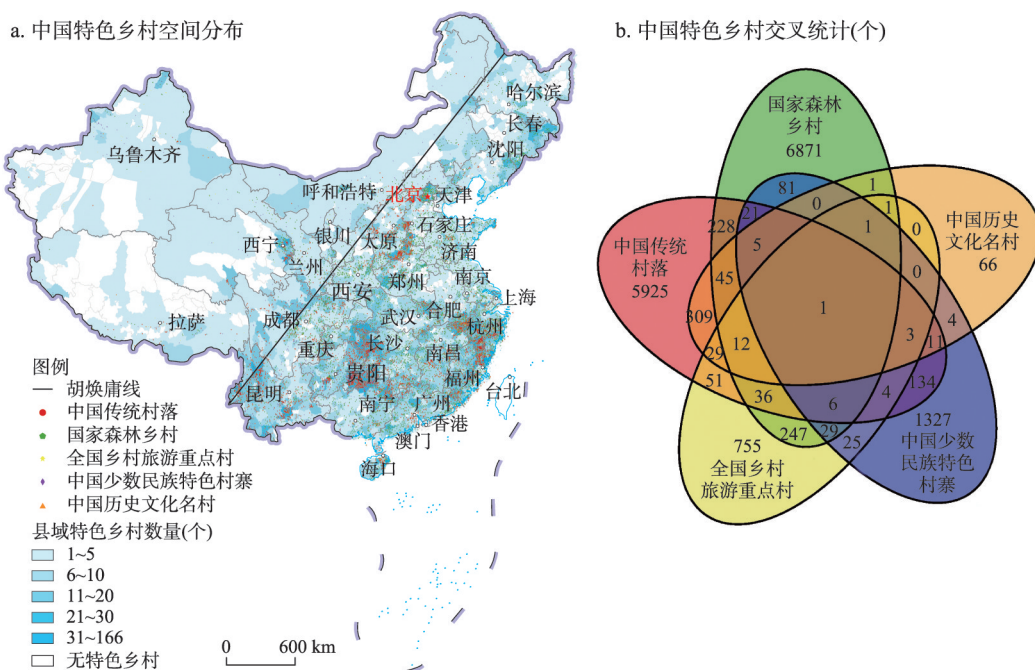 a. 中国特色乡村空间分布
哈尔滨
长春
沈阳
乌鲁木齐
呼和浩特
北京
天津
石家庄
银川
太原
济南
西宁
兰州
郑州
南京
西安
上海
合肥
拉萨
成都
武汉
杭州
重庆
长沙
南昌
贵阳
福州
昆明
台北
南宁
广州
香港
澳门
海口
图例
胡焕庸线
中国传统村落
国家森林乡村
全国乡村旅游重点村
中国少数民族特色村寨
中国历史文化名村
县域特色乡村数量(个)
1~5
6~10
11~20
21~30
31~166
无特色乡村
0 600 km
b. 中国特色乡村交叉统计(个)
国家森林
乡村
6871
81
1
0
1
21
228
1
0
中国历史
文化名村
66
中国传统
村落
5925
5
0
45
1
309
3
4
11
12
29
51
36
4
134
6
247
29
25
755
全国乡村
旅游重点村
1327
中国少数
民族特色
村寨